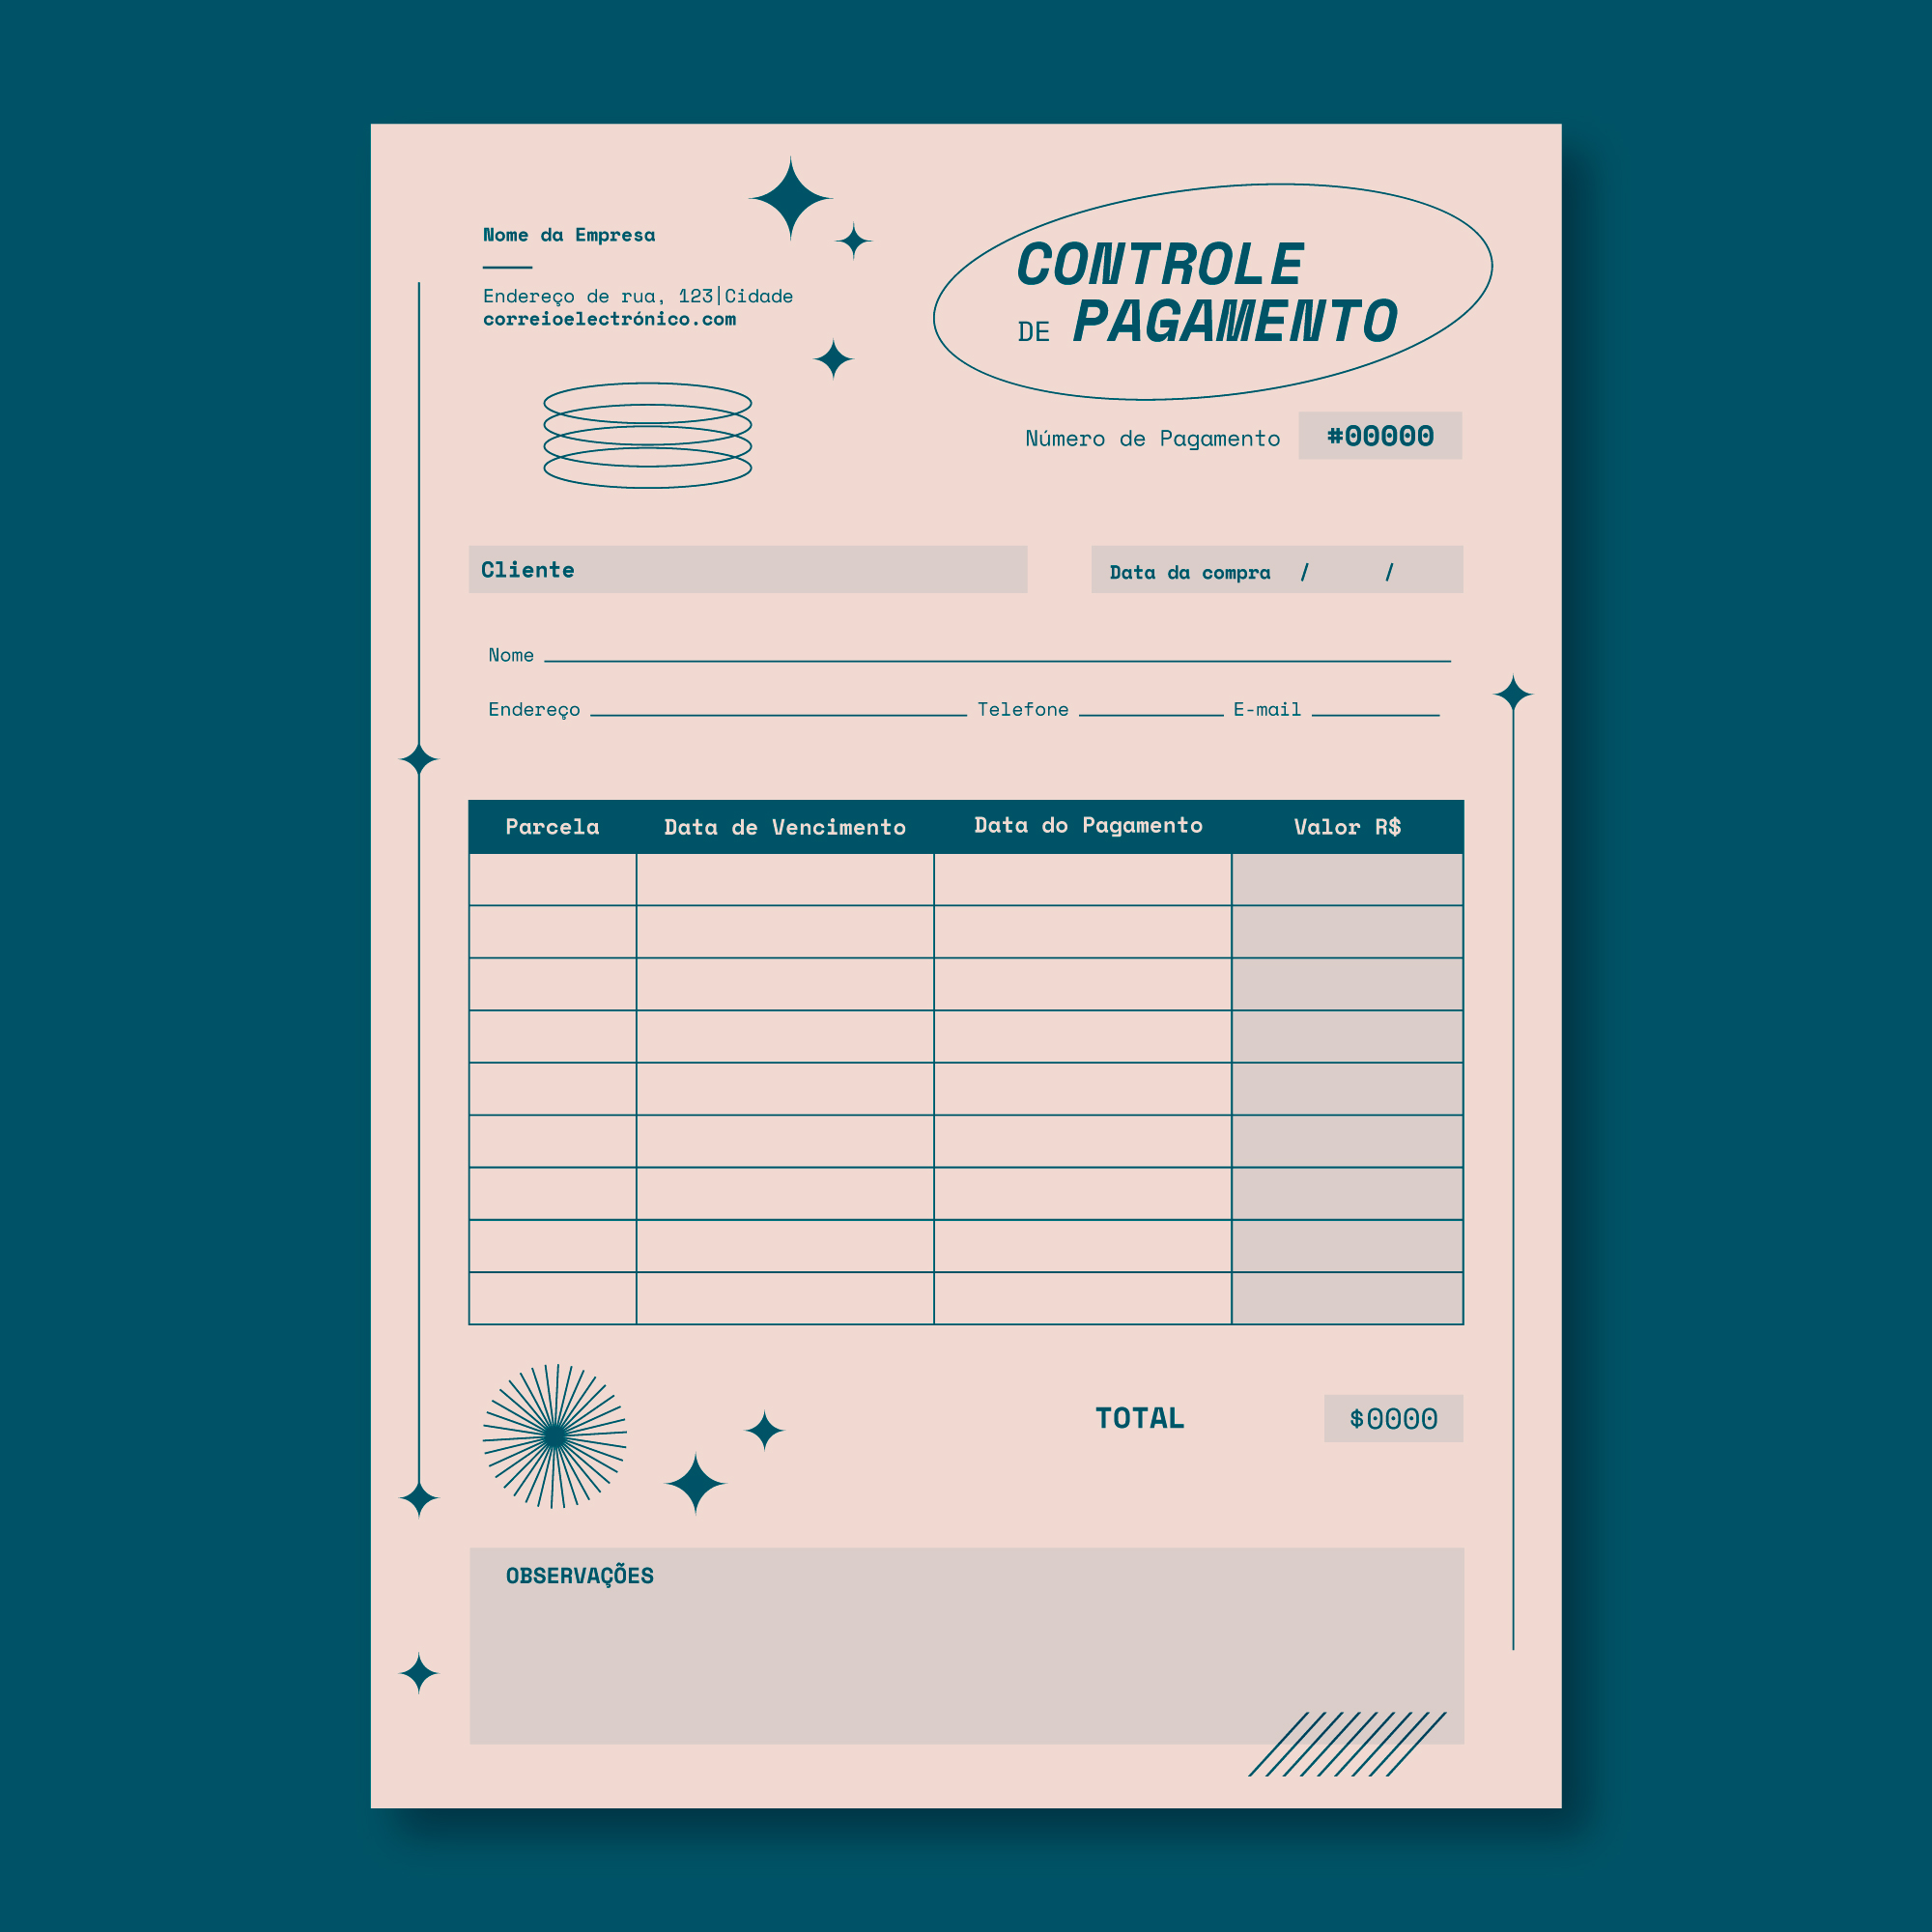 Nome da Empresa
Endereço de rua, 123|Cidade
correioelectrónico.com
CONTROLE
DE PAGAMENTO
Número de Pagamento #00000
Cliente
Data da compra / /
Nome
Endereço Telefone E-mail
Parcela Data de Vencimento Data do Pagamento Valor R$
TOTAL $0000
OBSERVAÇÕES